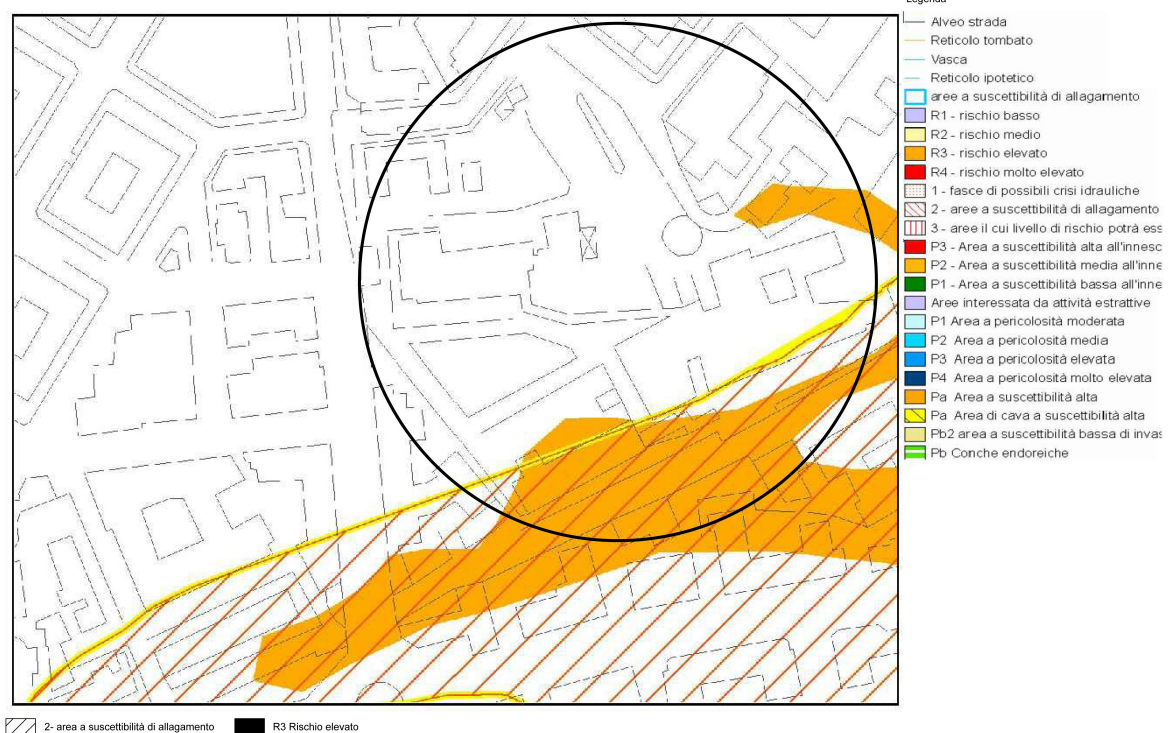 Legenda
Alveo strada
Reticolo tombato
Vasca
Reticolo ipotetico
aree a suscettibilità di allagamento
R1 - rischio basso
R2 - rischio medio
R3 - rischio elevato
R4 - rischio molto elevato
1 - fasce di possibili crisi idrauliche
2 - aree a suscettibilità di allagamento
3 - aree il cui livello di rischio potrà ess
P3 - Area a suscettibilità alta all'innesc
P2 - Area a suscettibilità media all'inne
P1 - Area a suscettibilità bassa all'inne
Aree interessata da attività estrattive
P1 Area a pericolosità moderata
P2 Area a pericolosità media
P3 Area a pericolosità elevata
P4 Area a pericolosità molto elevata
Pa Area a suscettibilità alta
Pa Area di cava a suscettibilità alta
Pb2 area a suscettibilità bassa di invas
Pb Conche endoreiche
2- area a suscettibilità di allagamento R3 Rischio elevato